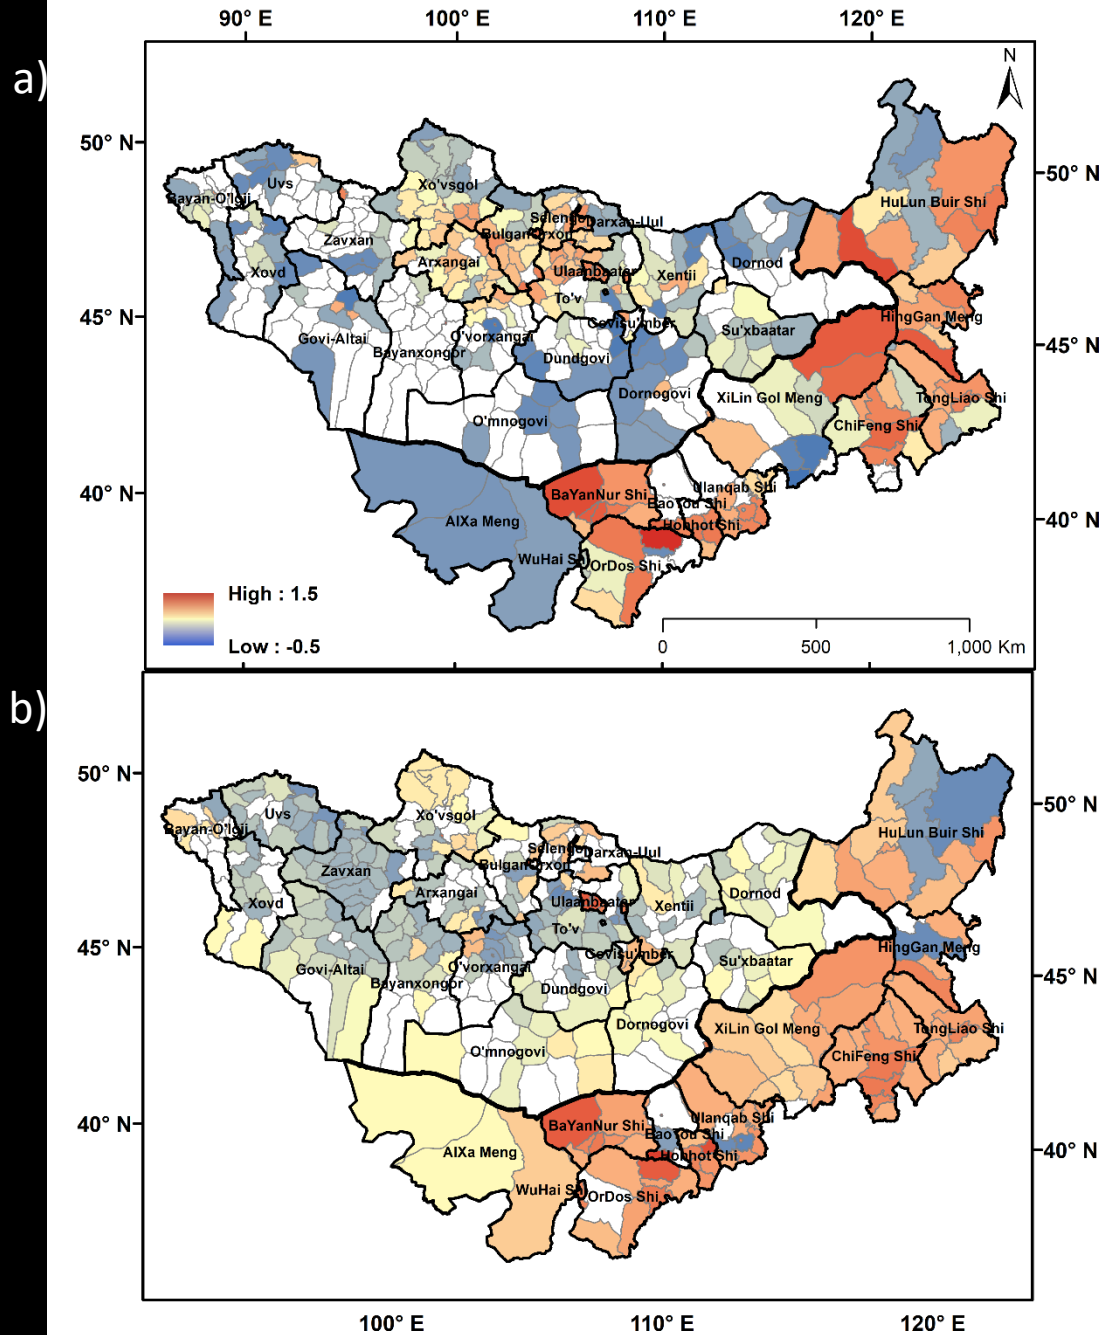 90° E 100° E 110° E 120° E
a)
N
50° N
50° N
Uvs
Bayan-O'lgii
Xo'vsgol
Selenge
Darxan-Uul
HuLun Buir Shi
Zavxan
Bulgan
Orxon
Arxangai
Ulaanbaatar
Xovd
Xentii
Dornod
To'v
45° N
45° N
Govisu'mber
Su'xbaatar
HingGan Meng
Govi-Altai
O'vorxangai
Bayanxongor
Dundgovi
Dornogovi
XiLin Gol Meng
TongLiao Shi
O'mnogovi
ChiFeng Shi
40° N
40° N
BaYanNur Shi
Ulanqab Shi
BaoTou Shi
AlXa Meng
Hohhot Shi
WuHai Shi
OrDos Shi
High : 1.5
Low : -0.5
0 500 1,000 Km
b)
50° N
50° N
Uvs
Bayan-O'lgii
Xo'vsgol
HuLun Buir Shi
Selenge
Darxan-Uul
Zavxan
Bulgan
Orxon
Arxangai
Dornod
Xovd
Ulaanbaatar
Xentii
To'v
45° N
45° N
HingGan Meng
Govisu'mber
Su'xbaatar
Govi-Altai
O'vorxangai
Bayanxongor
Dundgovi
Dornogovi
XiLin Gol Meng
TongLiao Shi
O'mnogovi
ChiFeng Shi
40° N
40° N
BaYanNur Shi
Ulanqab Shi
BaoTou Shi
AlXa Meng
Hohhot Shi
WuHai Shi
OrDos Shi
100° E 110° E 120° E